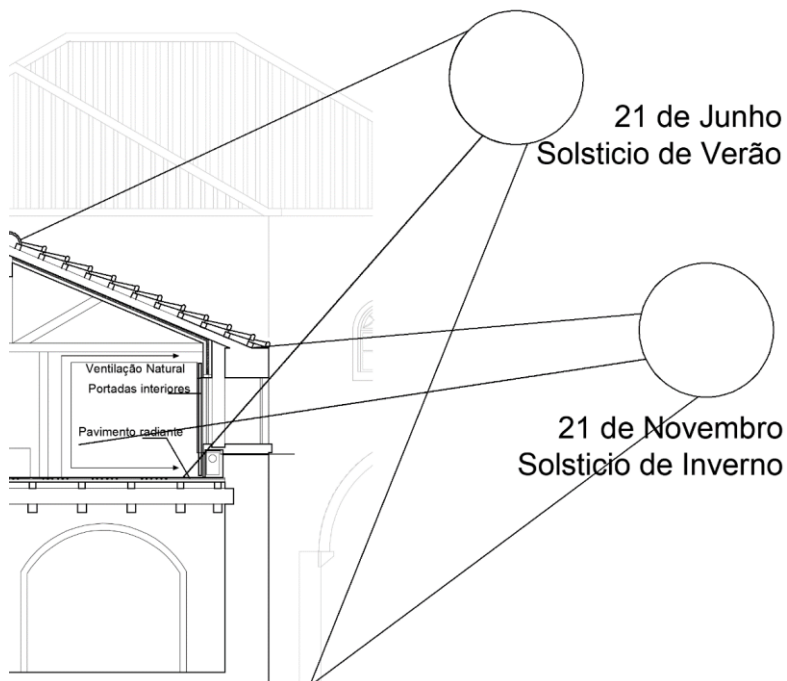 21 de Junho
Solsticio de Verão
Ventilação Natural
Portadas interiores
Pavimento radiante
21 de Novembro
Solsticio de Inverno